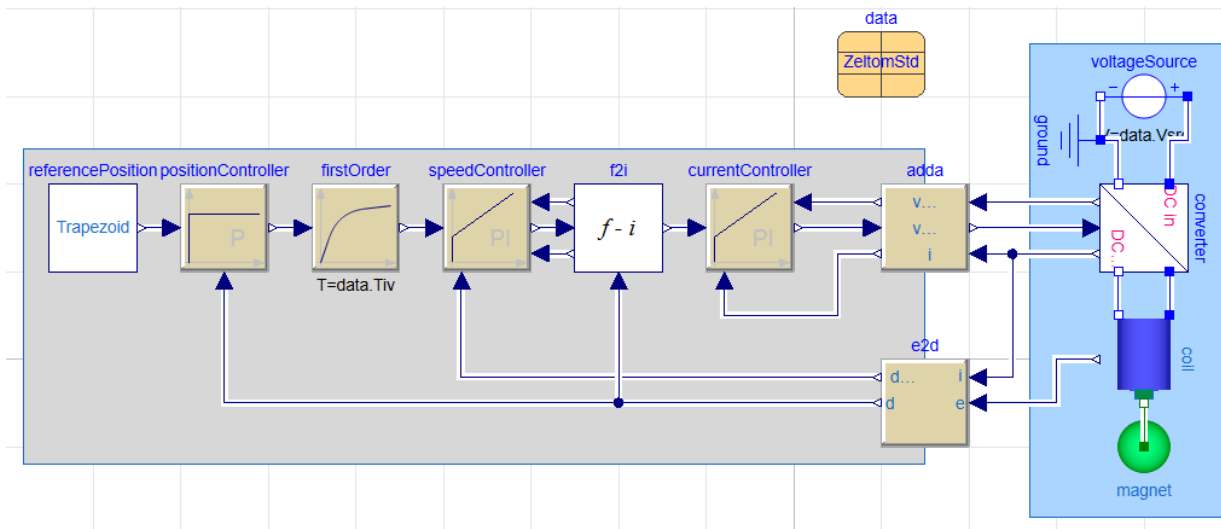 data
ZeltomStd
voltageSource
− +
V=data.Vsrc
ground
referencePosition positionController firstOrder speedController f2i currentController adda
Trapezoid
P
T=data.Tiv
PI
f - i
PI
v...
v...
i
DC in
DC...
converter
e2d
d... i
d e
coil
magnet